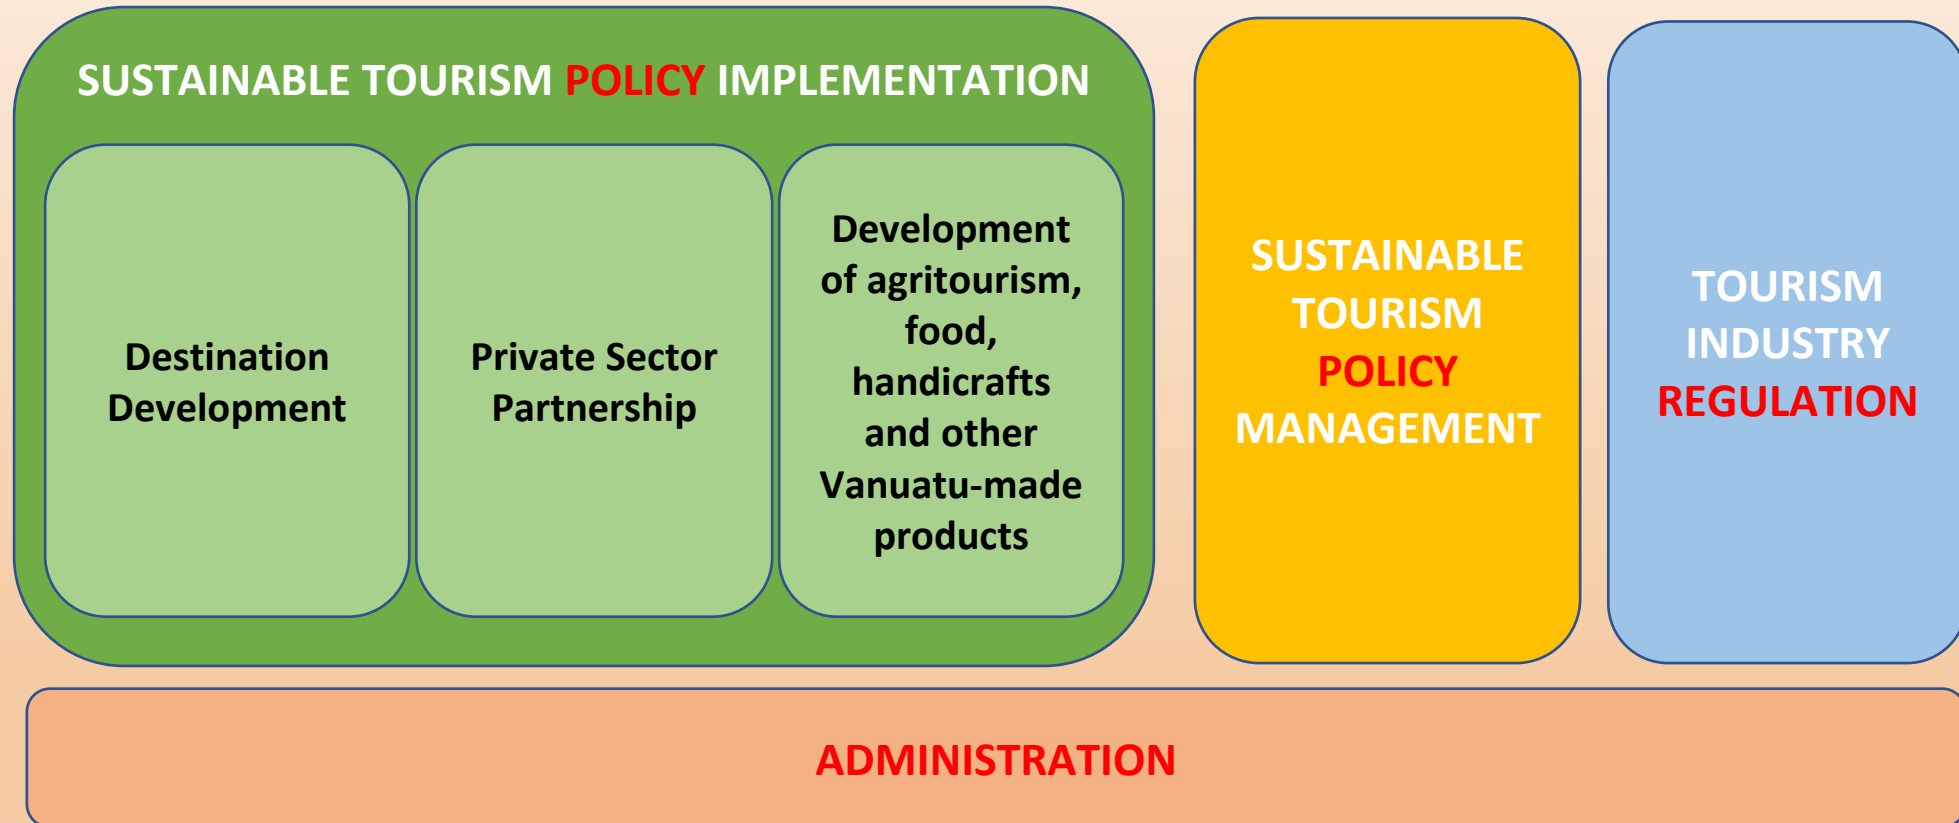 SUSTAINABLE TOURISM POLICY IMPLEMENTATION
Destination
Development
Private Sector
Partnership
Development
of agritourism,
food,
handicrafts
and other
Vanuatu-made
products
SUSTAINABLE
TOURISM
POLICY
MANAGEMENT
TOURISM
INDUSTRY
REGULATION
ADMINISTRATION